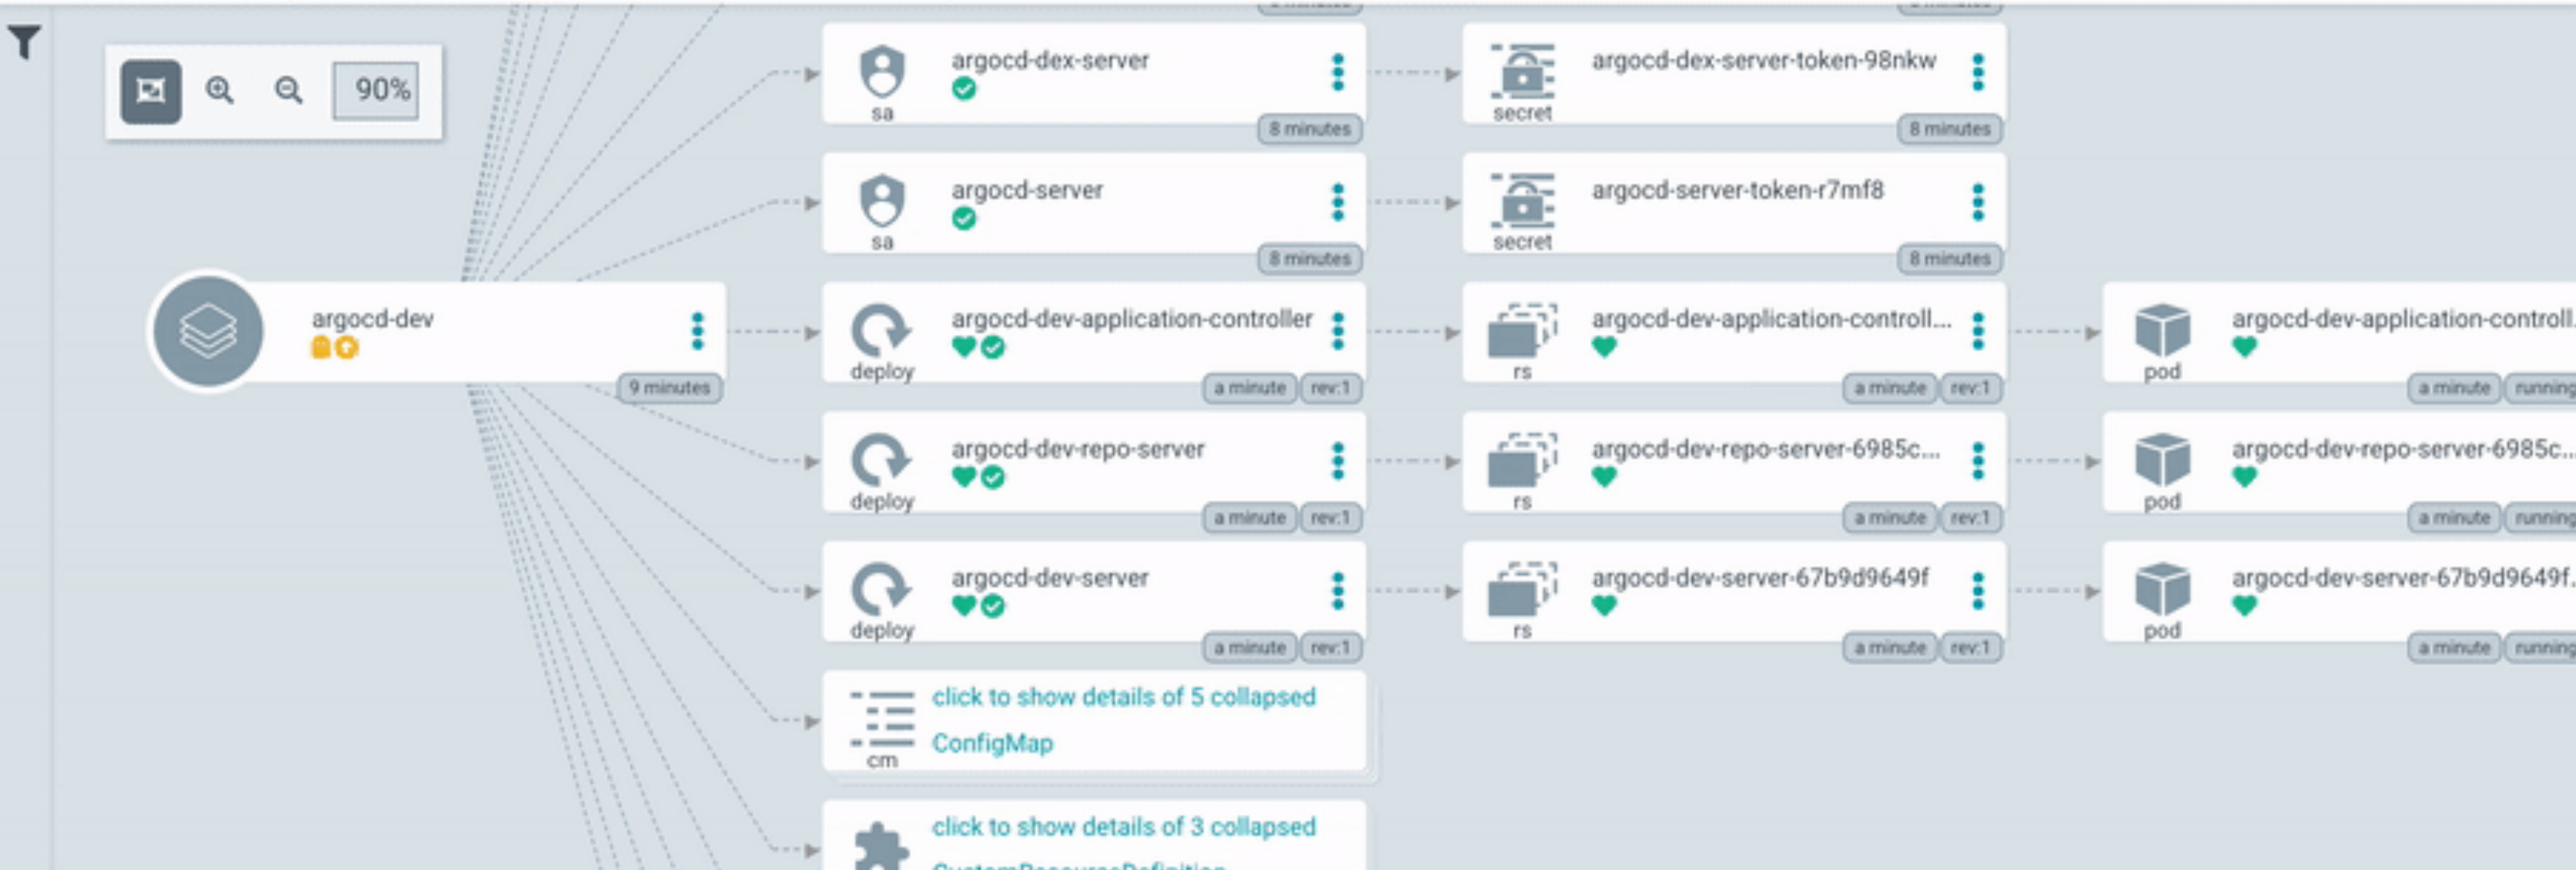 90%
argocd-dex-server
sa
8 minutes
argocd-dex-server-token-98nkw
secret
8 minutes
argocd-server
sa
8 minutes
argocd-server-token-r7mf8
secret
8 minutes
argocd-dev
9 minutes
argocd-dev-application-controller
deploy
a minute rev:1
argocd-dev-application-controll...
rs
a minute rev:1
argocd-dev-application-controll.
pod
a minute running
argocd-dev-repo-server
deploy
a minute rev:1
argocd-dev-repo-server-6985c...
rs
a minute rev:1
argocd-dev-repo-server-6985c...
pod
a minute running
argocd-dev-server
deploy
a minute rev:1
argocd-dev-server-67b9d9649f
rs
a minute rev:1
argocd-dev-server-67b9d9649f.
pod
a minute running
click to show details of 5 collapsed
ConfigMap
cm
click to show details of 3 collapsed
CustomResourceDefinition